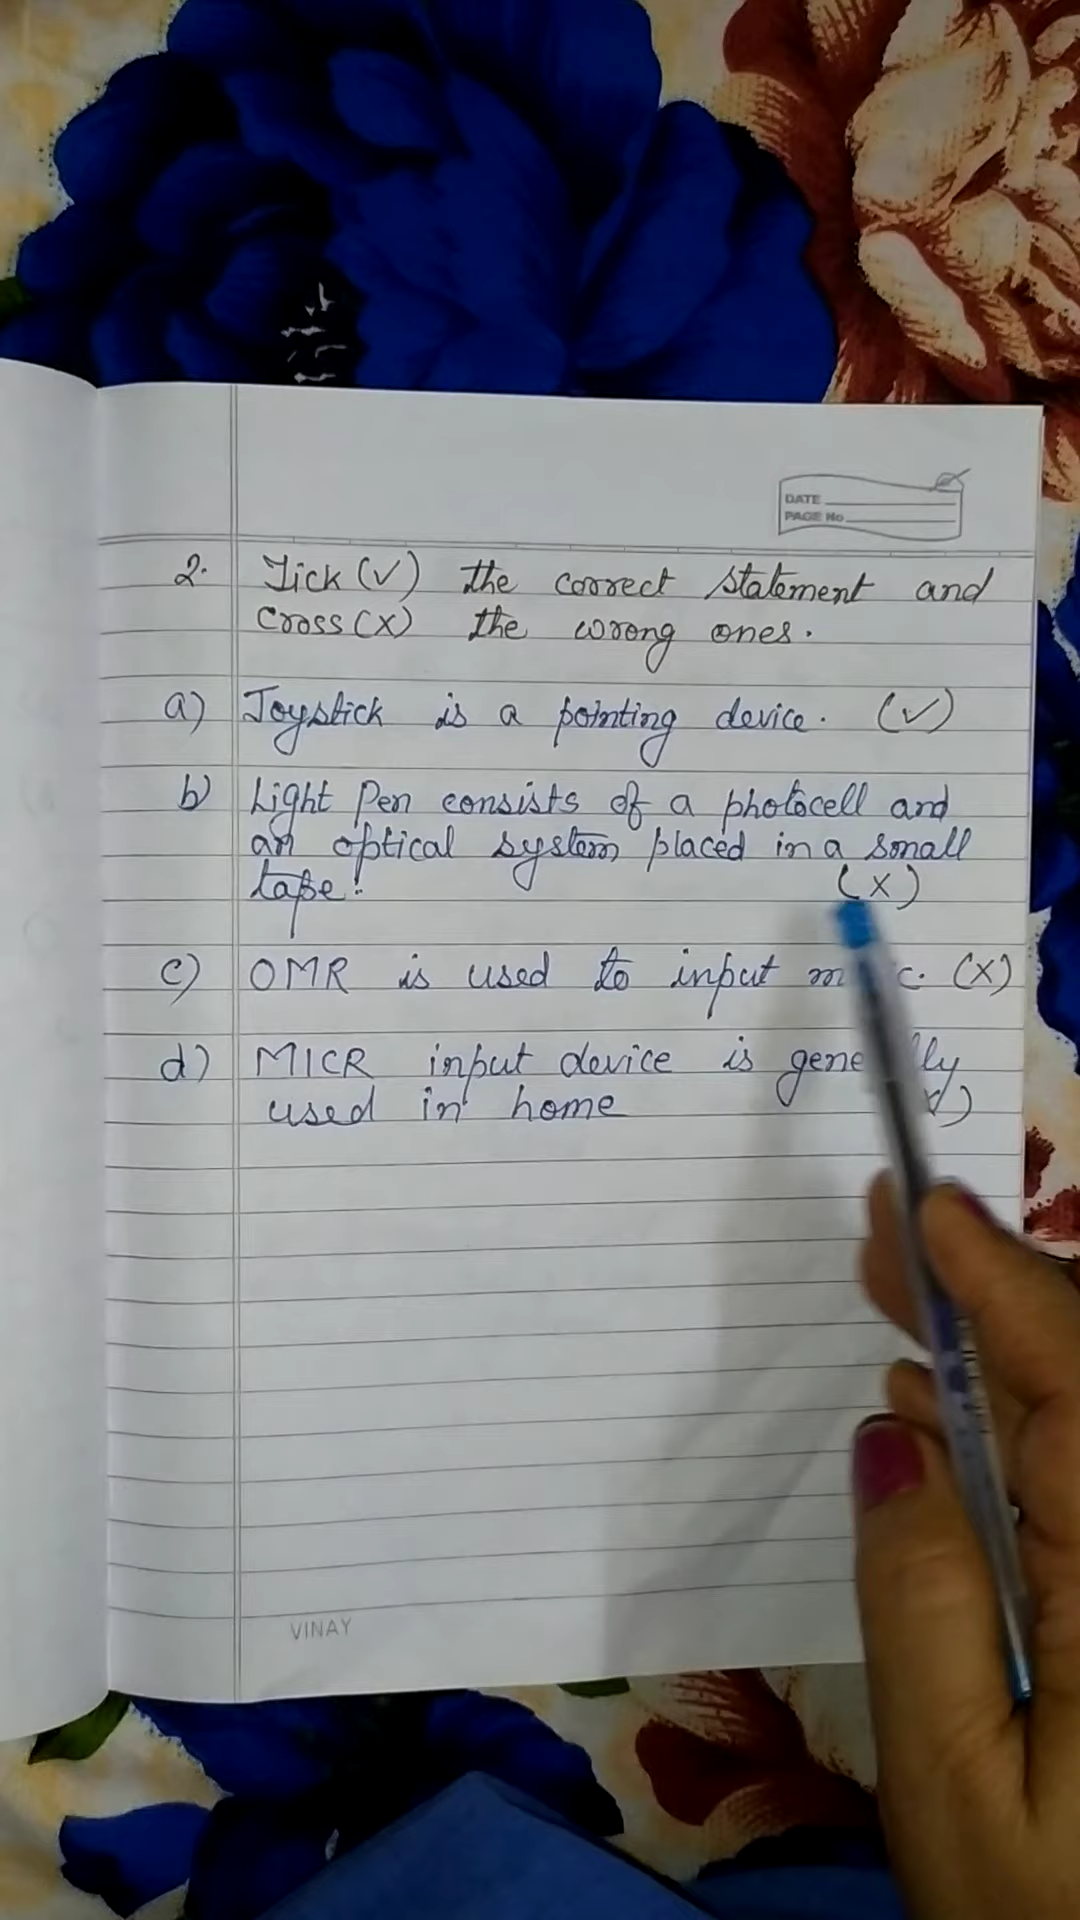 DATE
PAGE No
2. Tick (✓) the correct statement and
Cross (X) the wrong ones.
a) Joystick is a pointing device. (✓)
b) Light Pen consists of a photocell and
an optical system placed in a small
tape. (X)
c) OMR is used to input (X)
d) MICR input device is
used in home
VINAY